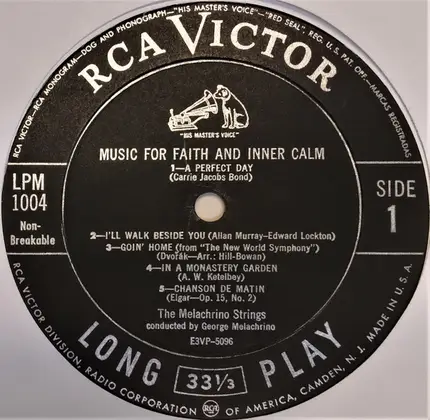 RCA VICTOR—RCA MONOGRAM—DOG AND PHONOGRAPH—"HIS MASTER'S VOICE"—"RED SEAL", REG. U. S. PAT. OFF.—MARCAS REGISTRADAS
RCA VICTOR
"HIS MASTER'S VOICE"
MUSIC FOR FAITH AND INNER CALM
1—A PERFECT DAY
(Carrie Jacobs Bond)
LPM
1004
Non-
Breakable
SIDE
1
2—I'LL WALK BESIDE YOU (Allan Murray-Edward Lockton)
3—GOIN' HOME (from "The New World Symphony")
(Dvořák—Arr.: Hill-Bowan)
4—IN A MONASTERY GARDEN
(A. W. Ketelbey)
5—CHANSON DE MATIN
(Elgar—Op. 15, No. 2)
The Melachrino Strings
conducted by George Melachrino
E3VP-5096
LONG 33⅓ PLAY
RCA VICTOR DIVISION, RADIO CORPORATION RCA OF AMERICA, CAMDEN, N. J. MADE IN U.S.A.